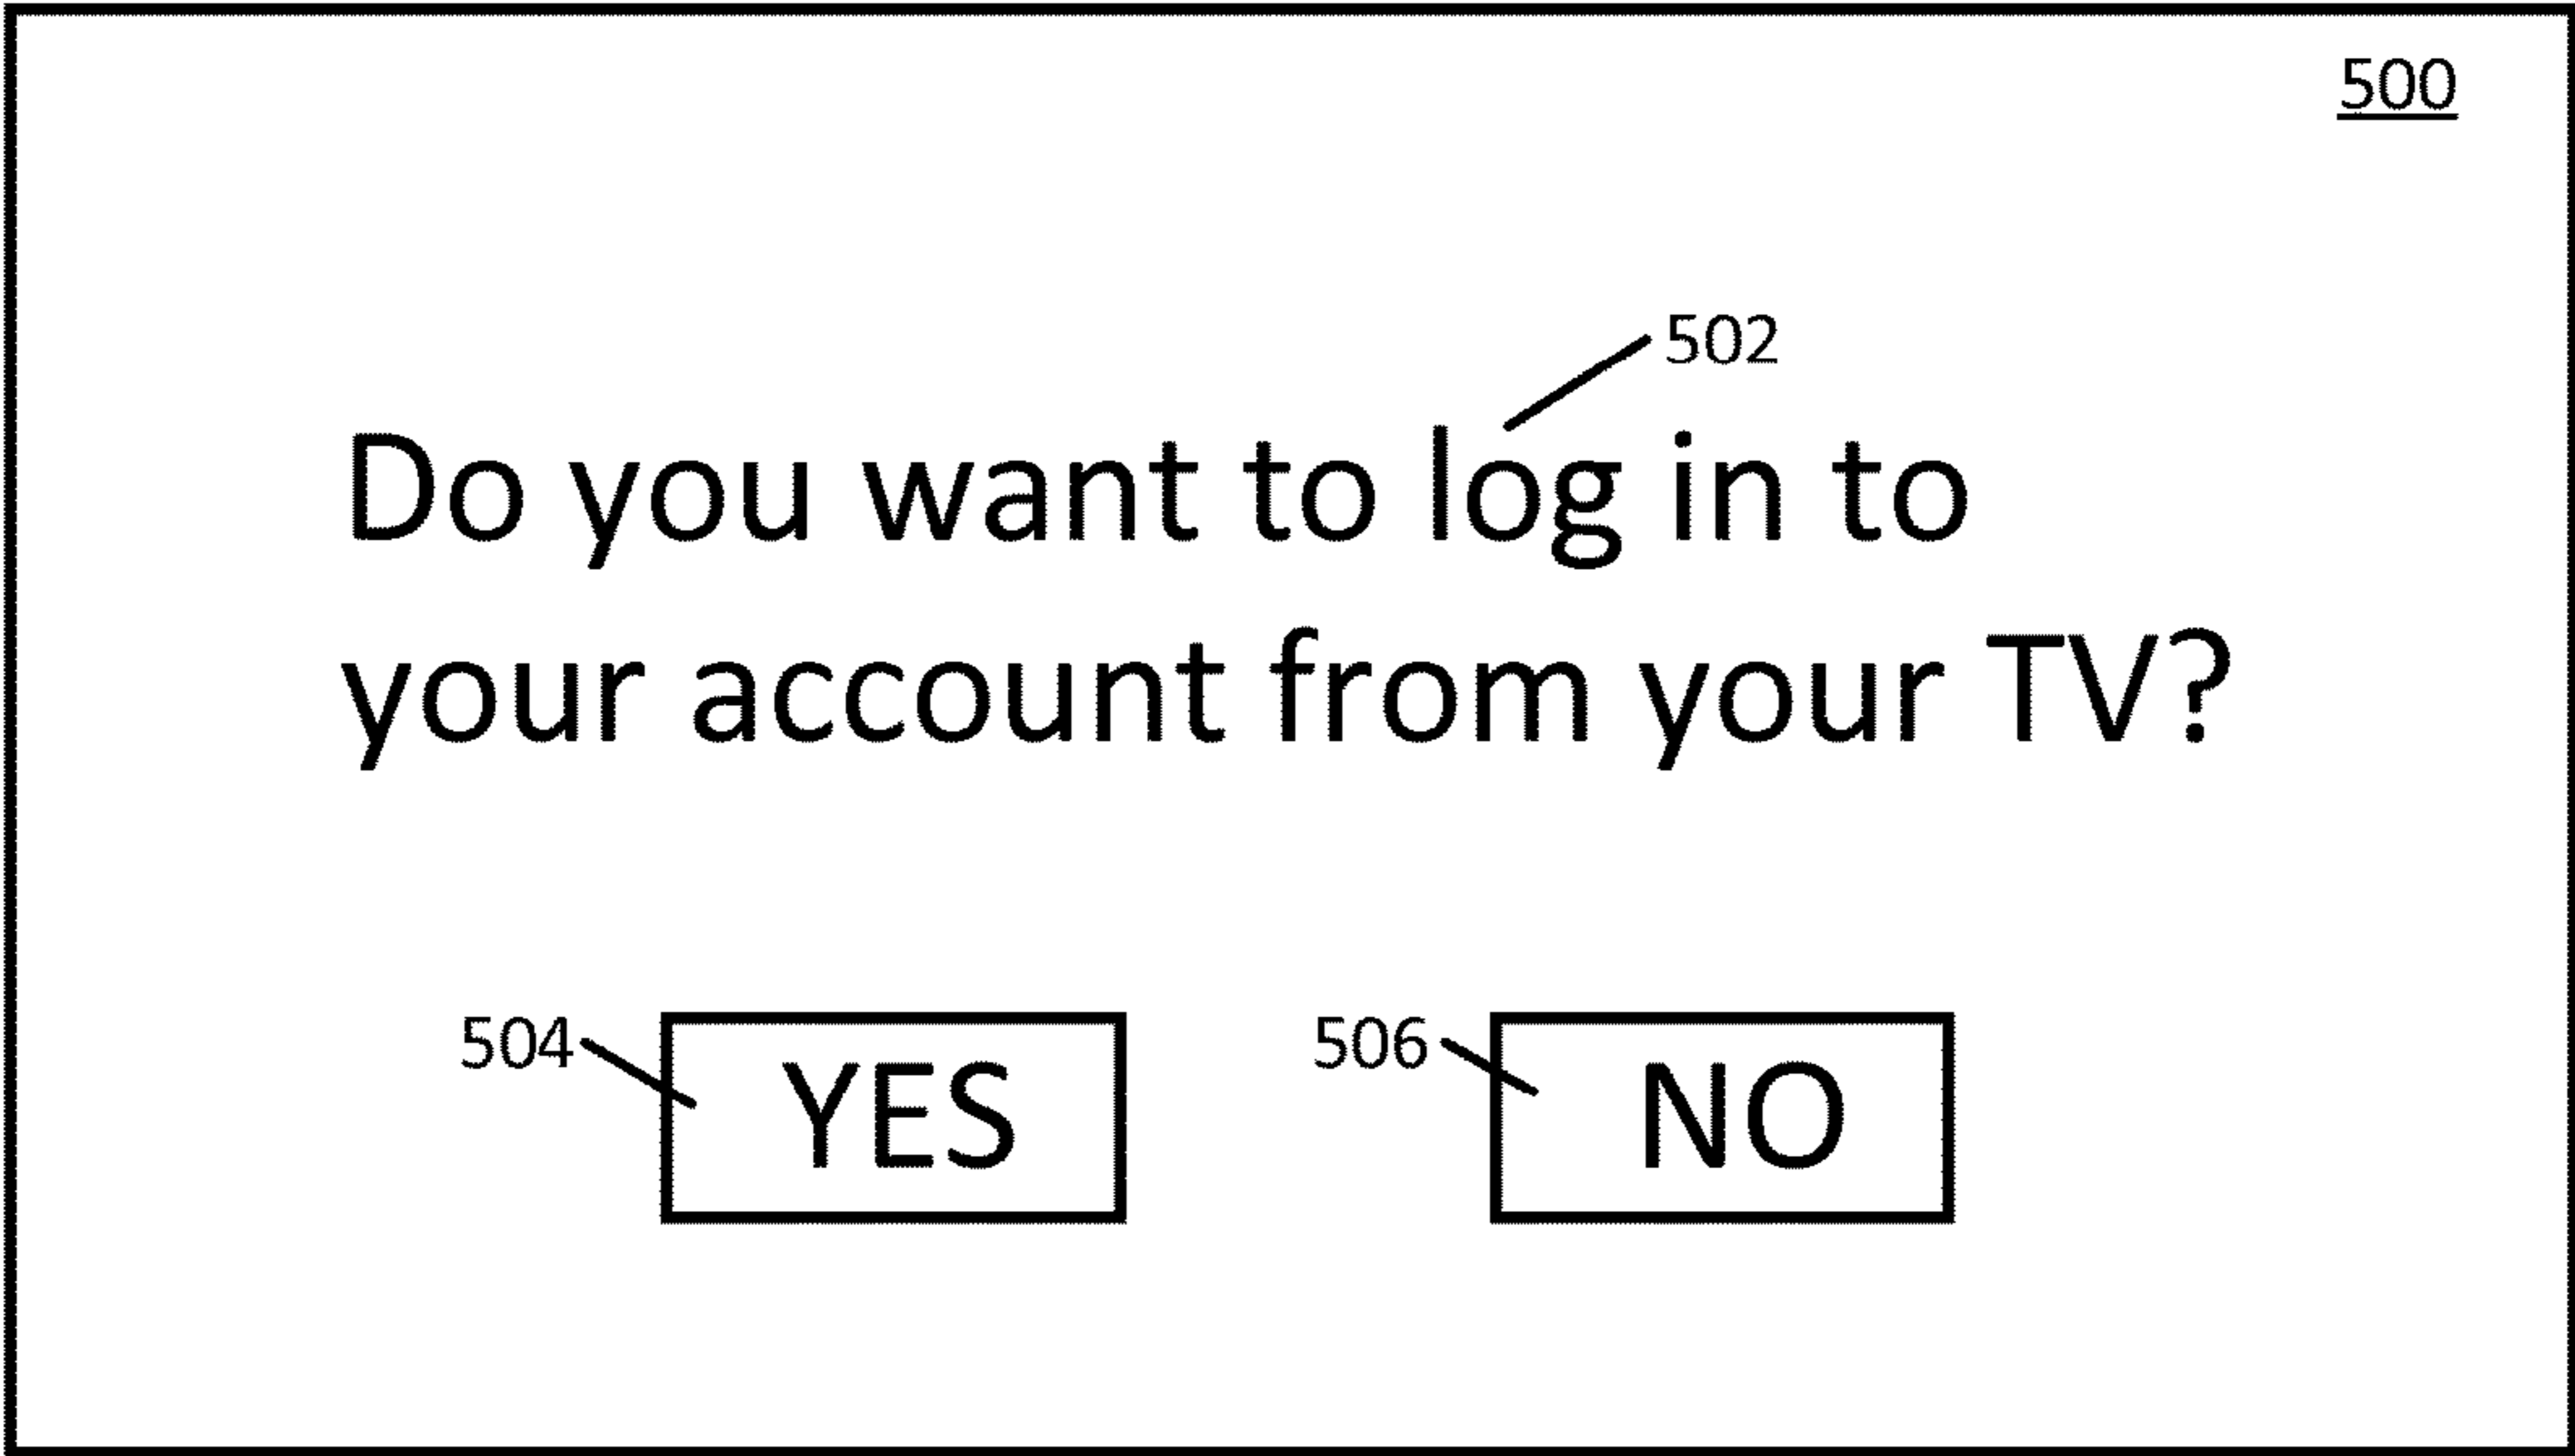 500
502
Do you want to log in to
your account from your TV?
504 YES 506 NO